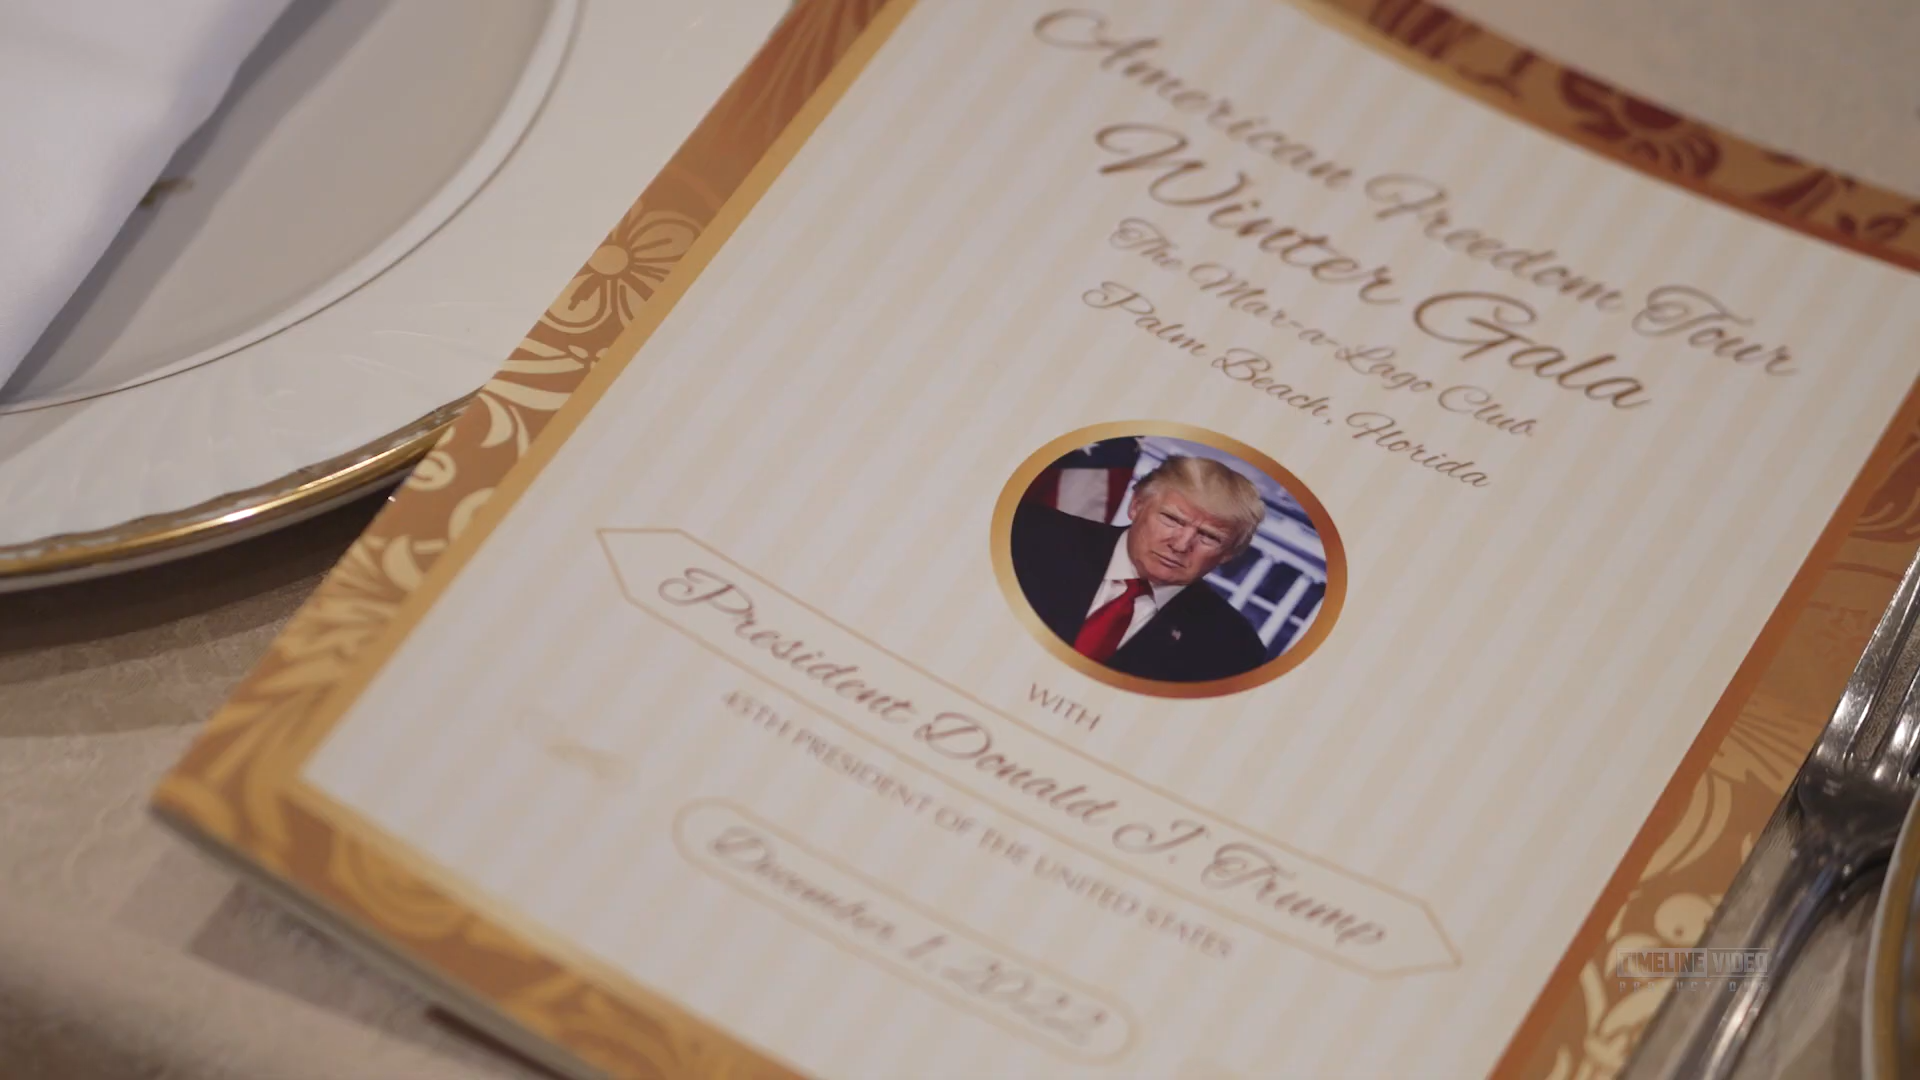 American Freedom Tour
Winter Gala
The Mar-a-Lago Club
Palm Beach, Florida
WITH
President Donald J. Trump
45TH PRESIDENT OF THE UNITED STATES
December 1, 2022
TIMELINE VIDEO
PRODUCTIONS